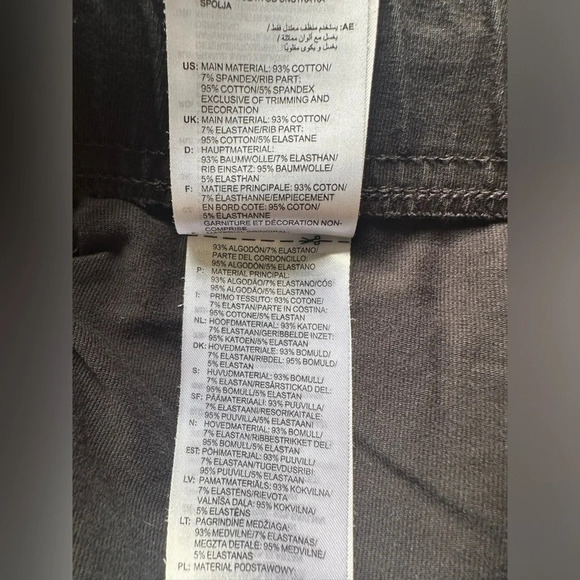 SPOLJA
AE: يستخدم منظف معتدل فقط /
يغسل مع ألوان مماثلة /
يغسل و يكوى مقلوبًا
US: MAIN MATERIAL: 93% COTTON/
7% SPANDEX/RIB PART:
95% COTTON/5% SPANDEX
EXCLUSIVE OF TRIMMING AND
DECORATION
UK: MAIN MATERIAL: 93% COTTON/
7% ELASTANE/RIB PART:
95% COTTON/5% ELASTANE
D: HAUPTMATERIAL:
93% BAUMWOLLE/7% ELASTHAN/
RIB EINSATZ: 95% BAUMWOLLE/
5% ELASTHAN
F: MATIERE PRINCIPALE: 93% COTON/
7% ÉLASTHANNE/EMPIECEMENT
EN BORD COTE: 95% COTON/
5% ÉLASTHANNE
GARNITURE ET DÉCORATION NON-
COMPRISE
93% ALGODÓN/7% ELASTANO/
PARTE DEL CORDONCILLO:
95% ALGODÓN/5% ELASTANO
P: MATERIAL PRINCIPAL:
93% ALGODÃO/7% ELASTANO/CÓS:
95% ALGODÃO/5% ELASTANO
I: PRIMO TESSUTO: 93% COTONE/
7% ELASTAN/PARTE IN COSTINA:
95% COTONE/5% ELASTAN
NL: HOOFDMATERIAAL: 93% KATOEN/
7% ELASTAAN/GERIBBELDE INZET:
95% KATOEN/5% ELASTAAN
DK: HOVEDMATERIALE: 93% BOMULD/
7% ELASTAN/RIBDEL: 95% BOMULD/
5% ELASTAN
S: HUVUDMATERIAL: 93% BOMULL/
7% ELASTAN/RESÅRSTICKAD DEL:
95% BOMULL/5% ELASTAN
SF: PÄÄMATERIAALI: 93% PUUVILLA/
7% ELASTAANI/RESORIKAITALE:
95% PUUVILLA/5% ELASTAANI
N: HOVEDMATERIAL: 93% BOMULL/
7% ELASTAN/RIBBESTRIKKET DEL:
95% BOMULL/5% ELASTAN
EST: PÕHIMATERJAL: 93% PUUVILL/
7% ELASTAAN/TUGEVDUSRIB:
95% PUUVILL/5% ELASTAAN
LV: PAMATMATERIĀLS: 93% KOKVILNA/
7% ELASTĒNS/RIEVOTA
VALNĪŠA DAĻA: 95% KOKVILNA/
5% ELASTĒNS
LT: PAGRINDINĖ MEDŽIAGA:
93% MEDVILNĖ/7% ELASTANAS/
MEGZTA DETALĖ: 95% MEDVILNĖ/
5% ELASTANAS
PL: MATERIAŁ PODSTAWOWY: